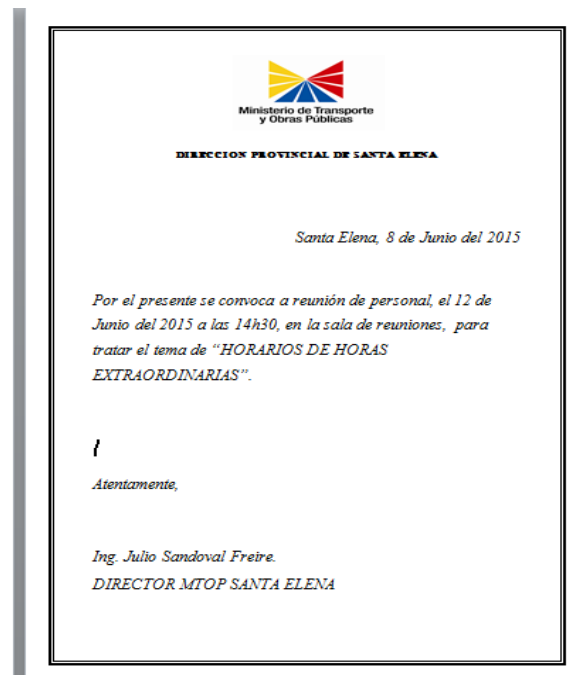 Ministerio de Transporte
y Obras Públicas
DIRECCION PROVINCIAL DE SANTA ELENA
Santa Elena, 8 de Junio del 2015
Por el presente se convoca a reunión de personal, el 12 de
Junio del 2015 a las 14h30, en la sala de reuniones, para
tratar el tema de “HORARIOS DE HORAS
EXTRAORDINARIAS”.
Atentamente,
Ing. Julio Sandoval Freire.
DIRECTOR MTOP SANTA ELENA